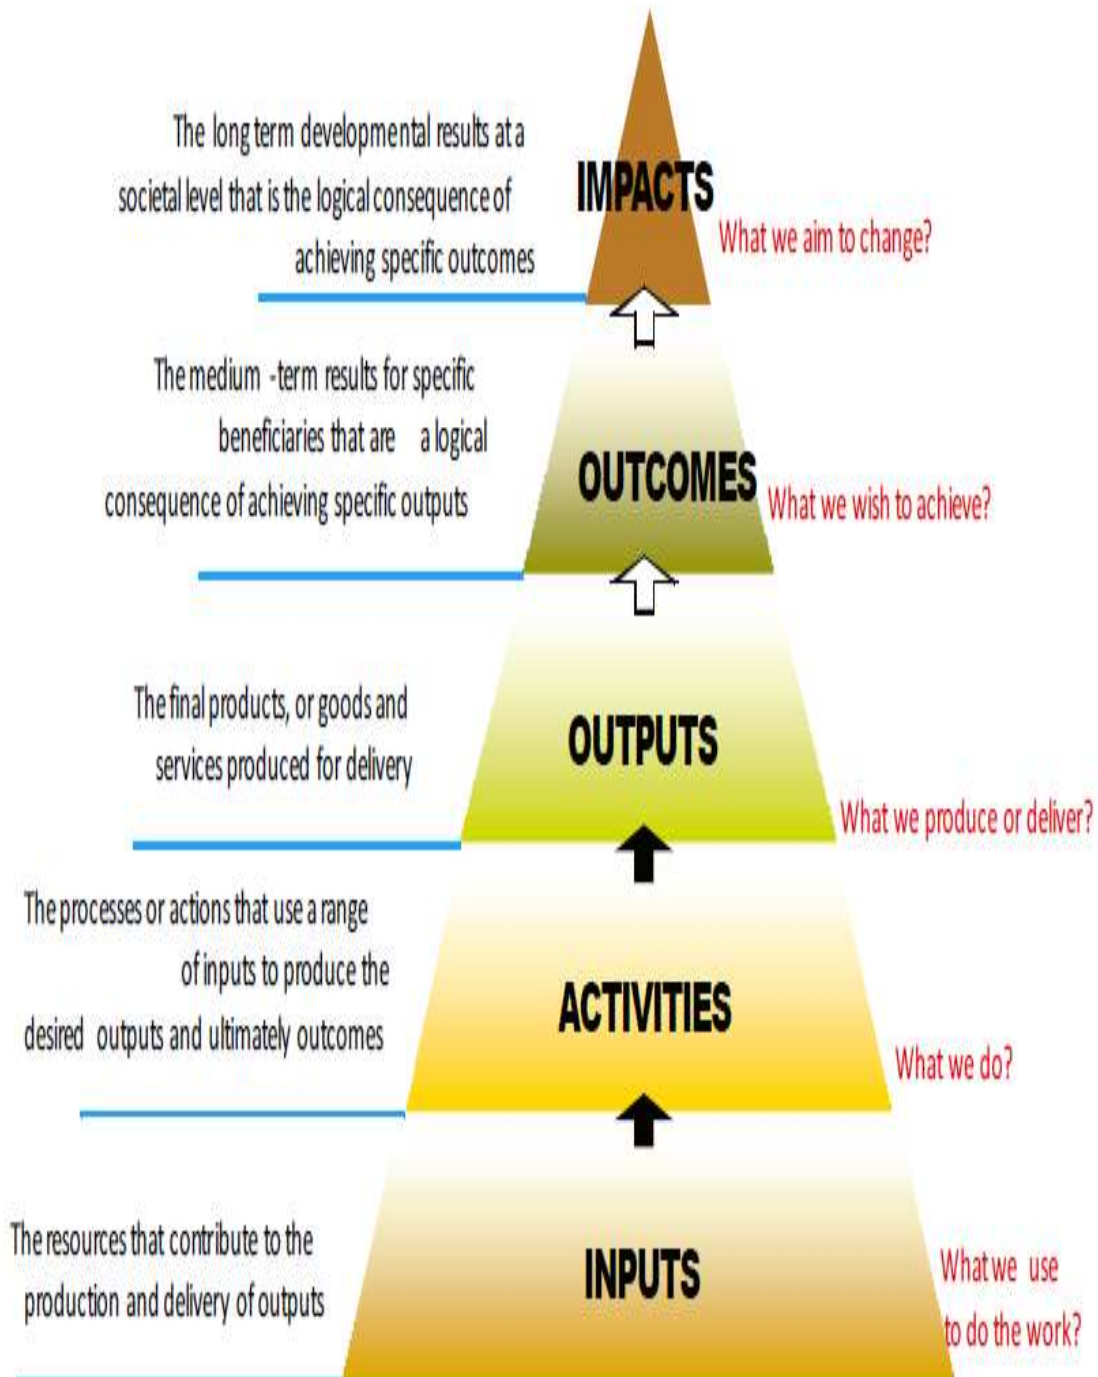 The long term developmental results at a
societal level that is the logical consequence of
achieving specific outcomes
IMPACTS
What we aim to change?
The medium -term results for specific
beneficiaries that are a logical
consequence of achieving specific outputs
OUTCOMES
What we wish to achieve?
The final products, or goods and
services produced for delivery
OUTPUTS
What we produce or deliver?
The processes or actions that use a range
of inputs to produce the
desired outputs and ultimately outcomes
ACTIVITIES
What we do?
The resources that contribute to the
production and delivery of outputs
INPUTS
What we use
to do the work?